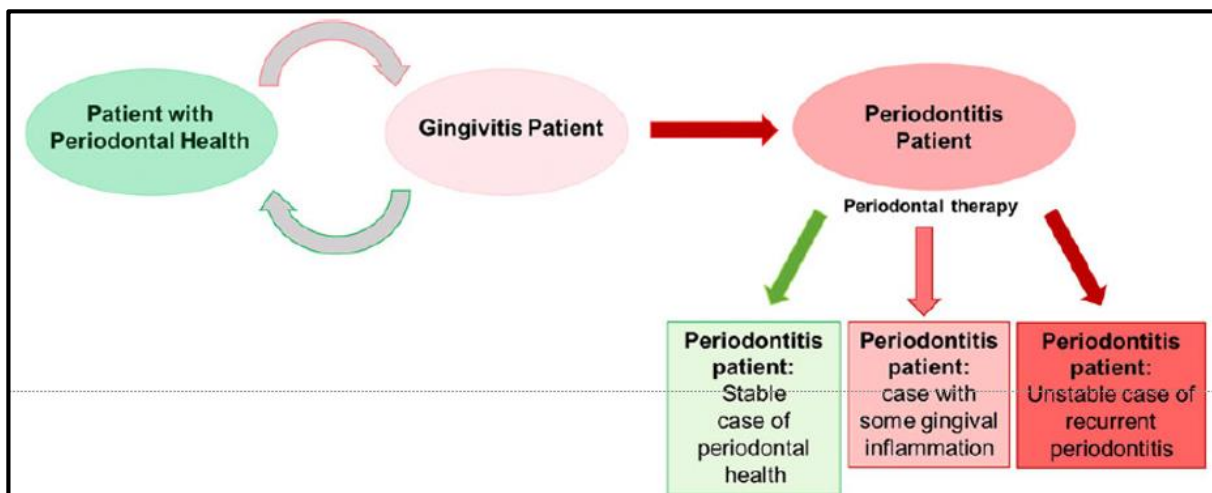 Patient with
Periodontal Health
Gingivitis Patient
Periodontitis
Patient
Periodontal therapy
Periodontitis
patient:
Stable
case of
periodontal
health
Periodontitis
patient:
case with
some gingival
inflammation
Periodontitis
patient:
Unstable case of
recurrent
periodontitis